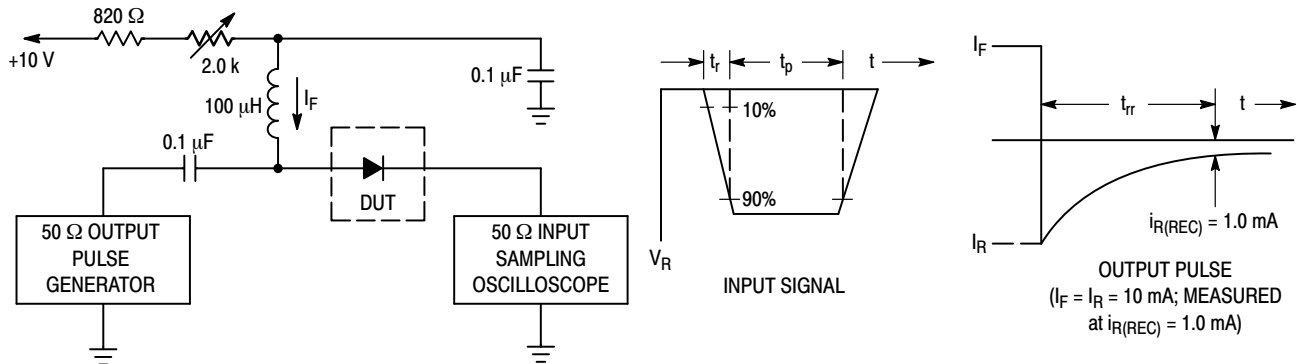 820 Ω
+10 V
2.0 k
100 µH
I_F
0.1 µF
0.1 µF
DUT
50 Ω OUTPUT
PULSE
GENERATOR
50 Ω INPUT
SAMPLING
OSCILLOSCOPE
t_r
t_p
t
10%
90%
V_R
INPUT SIGNAL
I_F
t_rr
t
I_R
i_R(REC) = 1.0 mA
OUTPUT PULSE
(I_F = I_R = 10 mA; MEASURED
at i_R(REC) = 1.0 mA)